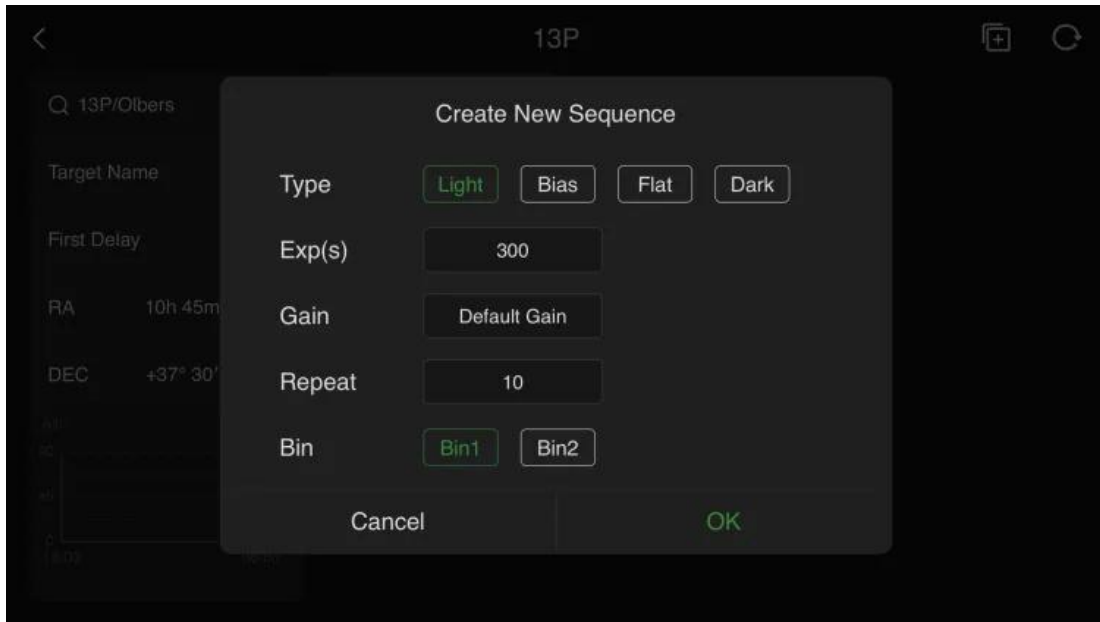 13P
13P/Olbers
Target Name
First Delay
RA 10h 45m
DEC +37° 30'
Create New Sequence
Type Light Bias Flat Dark
Exp(s) 300
Gain Default Gain
Repeat 10
Bin Bin1 Bin2
Cancel OK